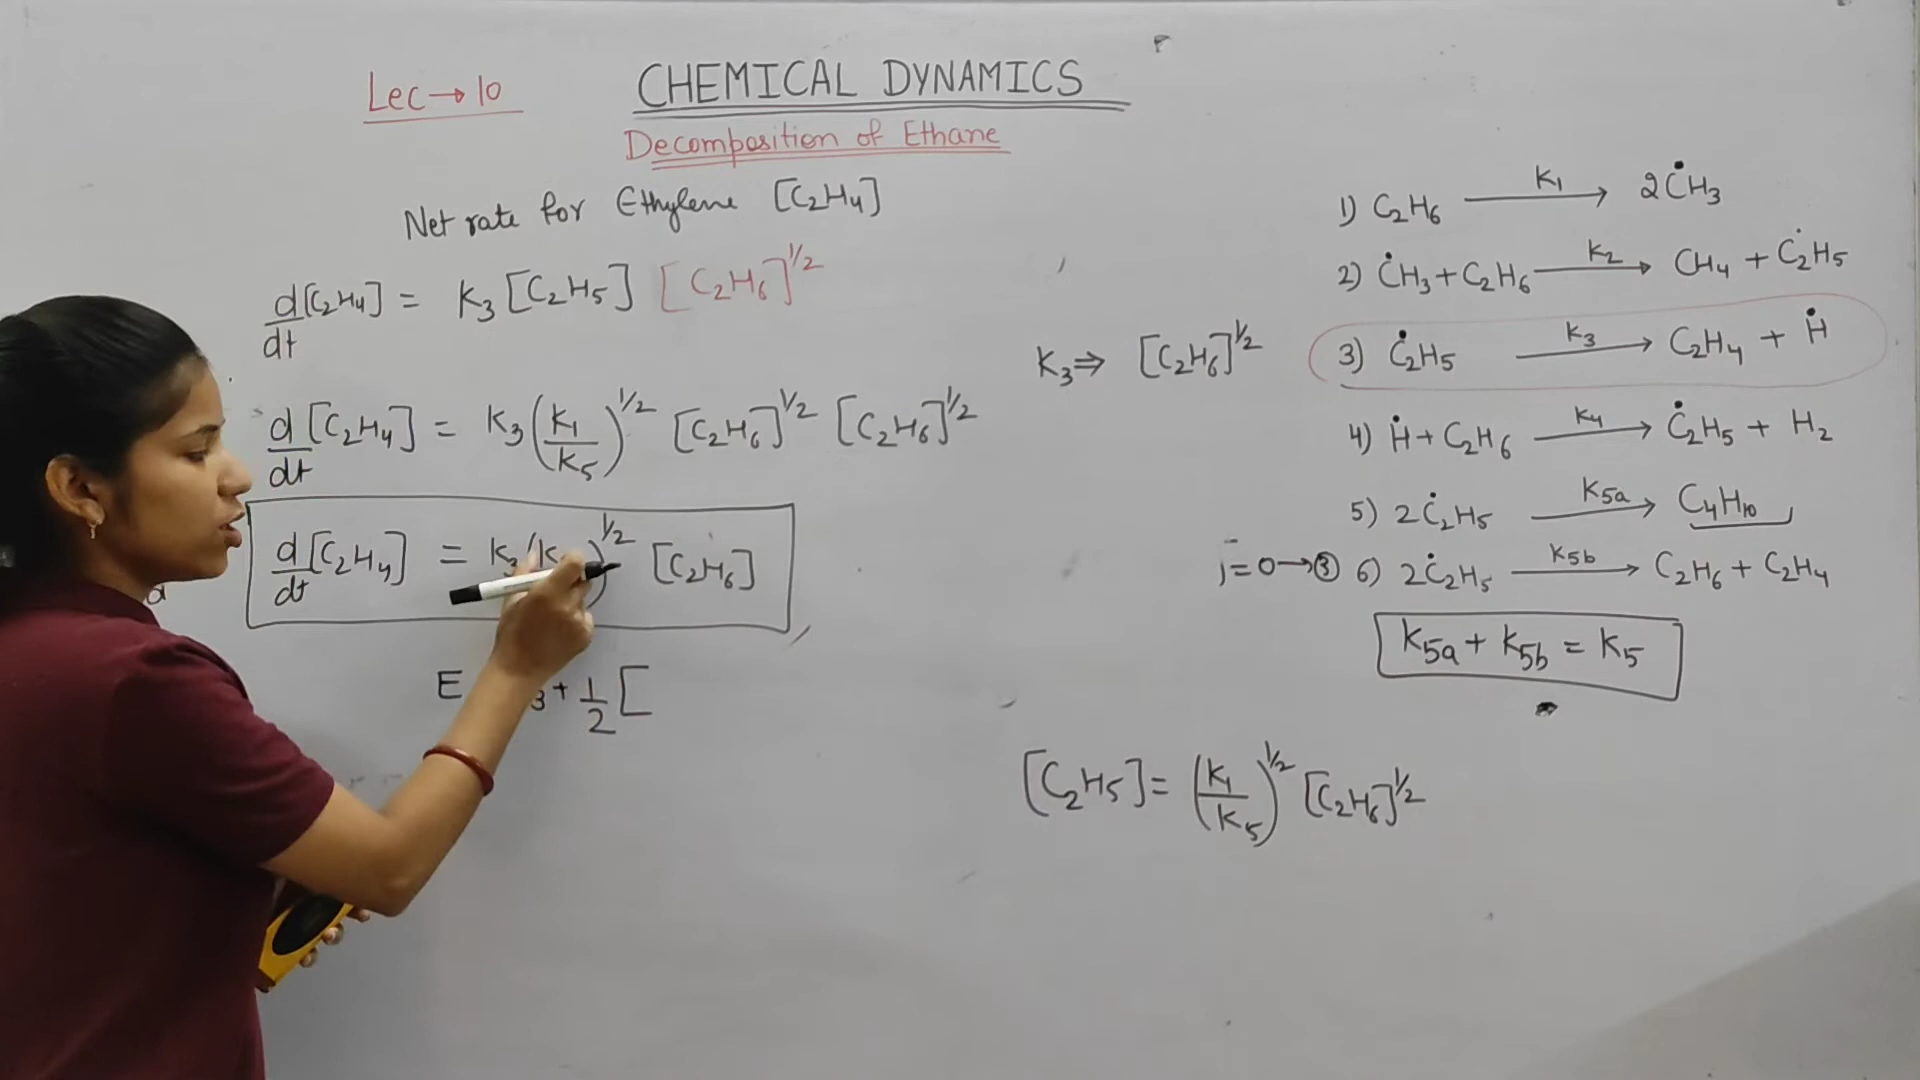 Lec → 10
CHEMICAL DYNAMICS
Decomposition of Ethane
Net rate for Ethylene [C₂H₄]
d/dt [C₂H₄] = K₃ [C₂H₅] [C₂H₆]^1/2
d/dt [C₂H₄] = K₃ (K₁/K₅)^1/2 [C₂H₆]^1/2 [C₂H₆]^1/2
d/dt [C₂H₄] = K₃ (K )^1/2 [C₂H₆]
E ₃ + 1/2 [
K₃ ⇒ [C₂H₆]^1/2
1) C₂H₆ —K₁→ 2ĊH₃
2) ĊH₃ + C₂H₆ —K₂→ CH₄ + Ċ₂H₅
3) Ċ₂H₅ —K₃→ C₂H₄ + Ḣ
4) Ḣ + C₂H₆ —K₄→ Ċ₂H₅ + H₂
5) 2Ċ₂H₅ —K₅a→ C₄H₁₀
j=0→③ 6) 2Ċ₂H₅ —K₅b→ C₂H₆ + C₂H₄
K₅a + K₅b = K₅
[C₂H₅] = (K₁/K₅)^1/2 [C₂H₆]^1/2